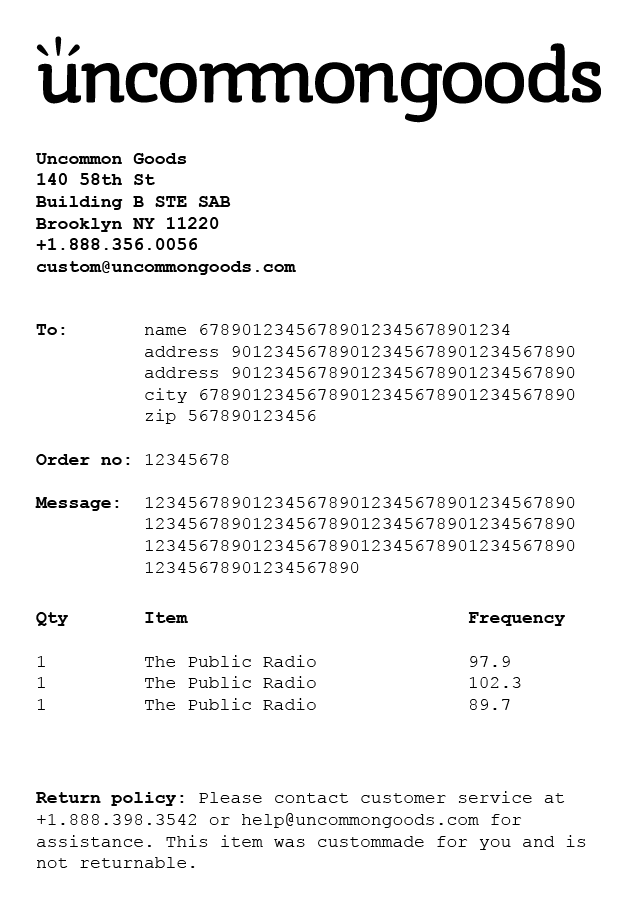 uncommongoods
Uncommon Goods
140 58th St
Building B STE SAB
Brooklyn NY 11220
+1.888.356.0056
custom@uncommongoods.com
To: name 67890123456789012345678901234
address 90123456789012345678901234567890
address 90123456789012345678901234567890
city 67890123456789012345678901234567890
zip 567890123456
Order no: 12345678
Message: 1234567890123456789012345678901234567890
1234567890123456789012345678901234567890
1234567890123456789012345678901234567890
12345678901234567890
Qty Item Frequency
1 The Public Radio 97.9
1 The Public Radio 102.3
1 The Public Radio 89.7
Return policy: Please contact customer service at
+1.888.398.3542 or help@uncommongoods.com for
assistance. This item was custommade for you and is
not returnable.